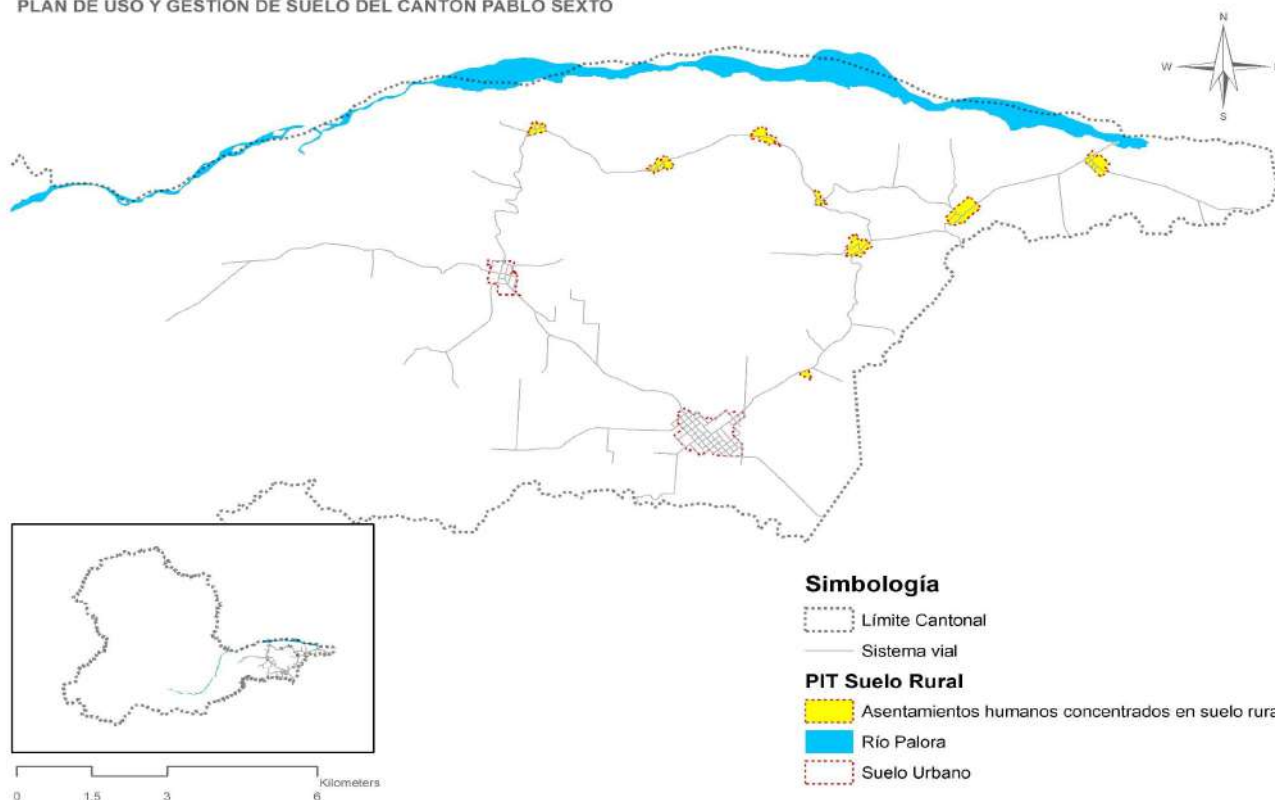 PLAN DE USO Y GESTION DE SUELO DEL CANTON PABLO SEXTO
N
W
S
Simbología
Límite Cantonal
Sistema vial
PIT Suelo Rural
Asentamientos humanos concentrados en suelo rura
Río Palora
Suelo Urbano
Kilometers
0 1.5 3 6